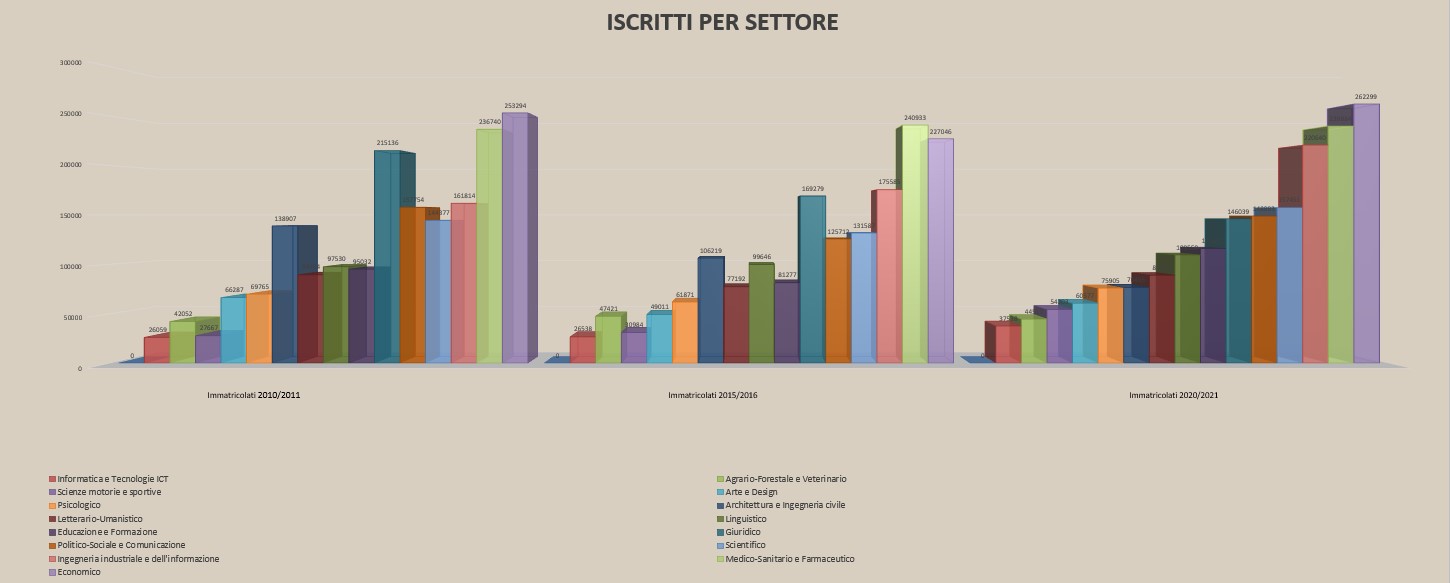 ISCRITTI PER SETTORE
300000
250000
200000
150000
100000
50000
0
0
26059
42052
27667
66287
69765
138907
97530
95032
215136
161814
236740
253294
0
26538
47421
30984
49011
61671
106219
77192
99646
81277
169279
125712
240933
227046
0
75905
146039
262299
Immatricolati 2010/2011
Immatricolati 2015/2016
Immatricolati 2020/2021
Informatica e Tecnologie ICT
Agrario-Forestale e Veterinario
Scienze motorie e sportive
Arte e Design
Psicologico
Architettura e Ingegneria civile
Letterario-Umanistico
Linguistico
Educazione e Formazione
Giuridico
Politico-Sociale e Comunicazione
Scientifico
Ingegneria industriale e dell'informazione
Medico-Sanitario e Farmaceutico
Economico